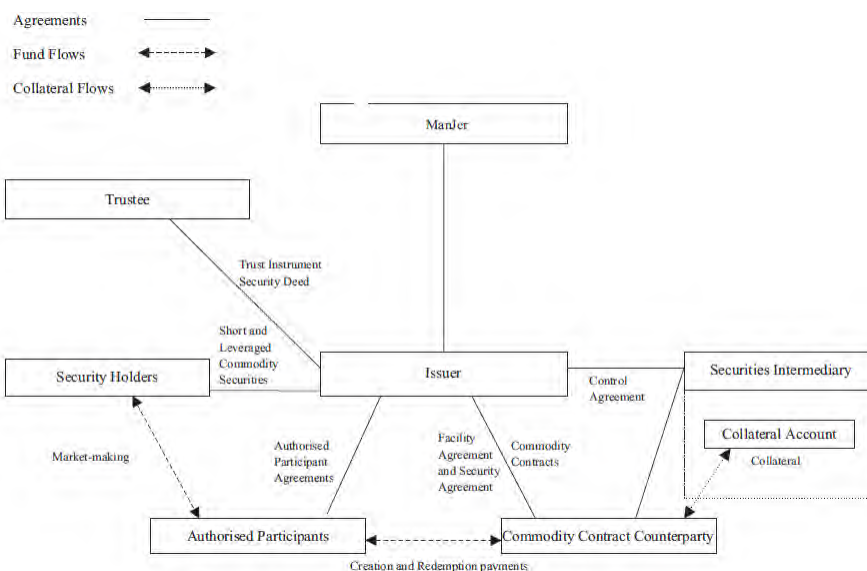 Agreements
Fund Flows
Collateral Flows
ManJer
Trustee
Trust Instrument
Security Deed
Short and
Leveraged
Commodity
Securities
Security Holders
Issuer
Securities Intermediary
Control
Agreement
Collateral Account
Collateral
Market-making
Authorised
Participant
Agreements
Facility
Agreement
and Security
Agreement
Commodity
Contracts
Authorised Participants
Commodity Contract Counterparty
Creation and Redemption payments